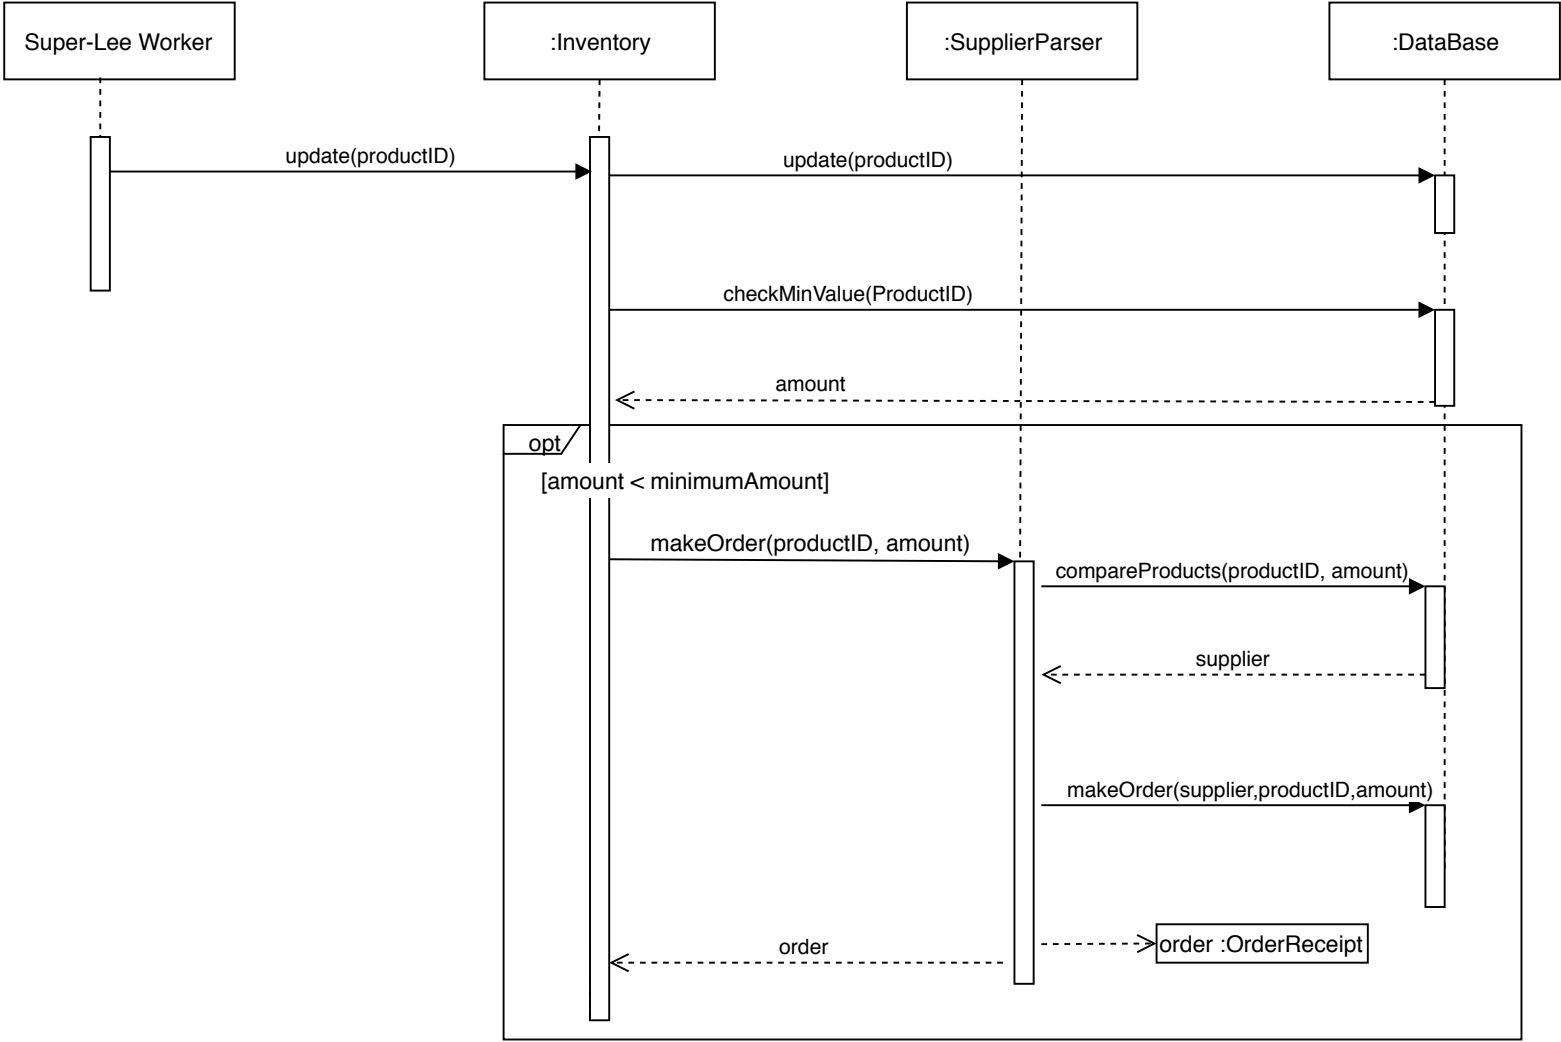 Super-Lee Worker
:Inventory
:SupplierParser
:DataBase
update(productID)
update(productID)
checkMinValue(ProductID)
amount
opt
[amount < minimumAmount]
makeOrder(productID, amount)
compareProducts(productID, amount)
supplier
makeOrder(supplier,productID,amount)
order :OrderReceipt
order